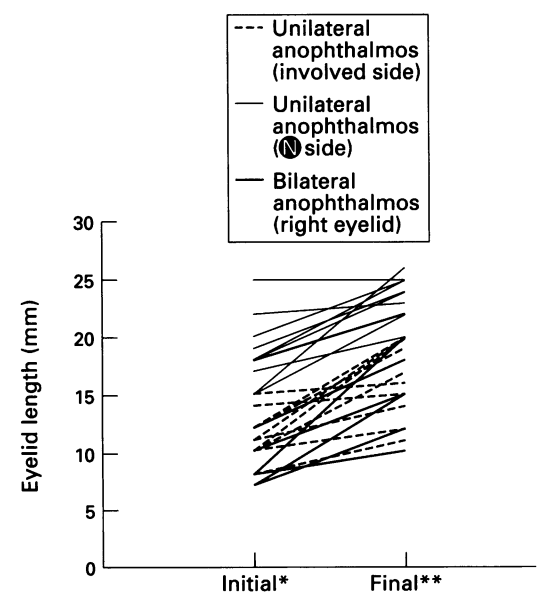 Unilateral
anophthalmos
(involved side)
Unilateral
anophthalmos
(N side)
Bilateral
anophthalmos
(right eyelid)
30
25
20
15
10
5
0
Eyelid length (mm)
Initial*
Final**